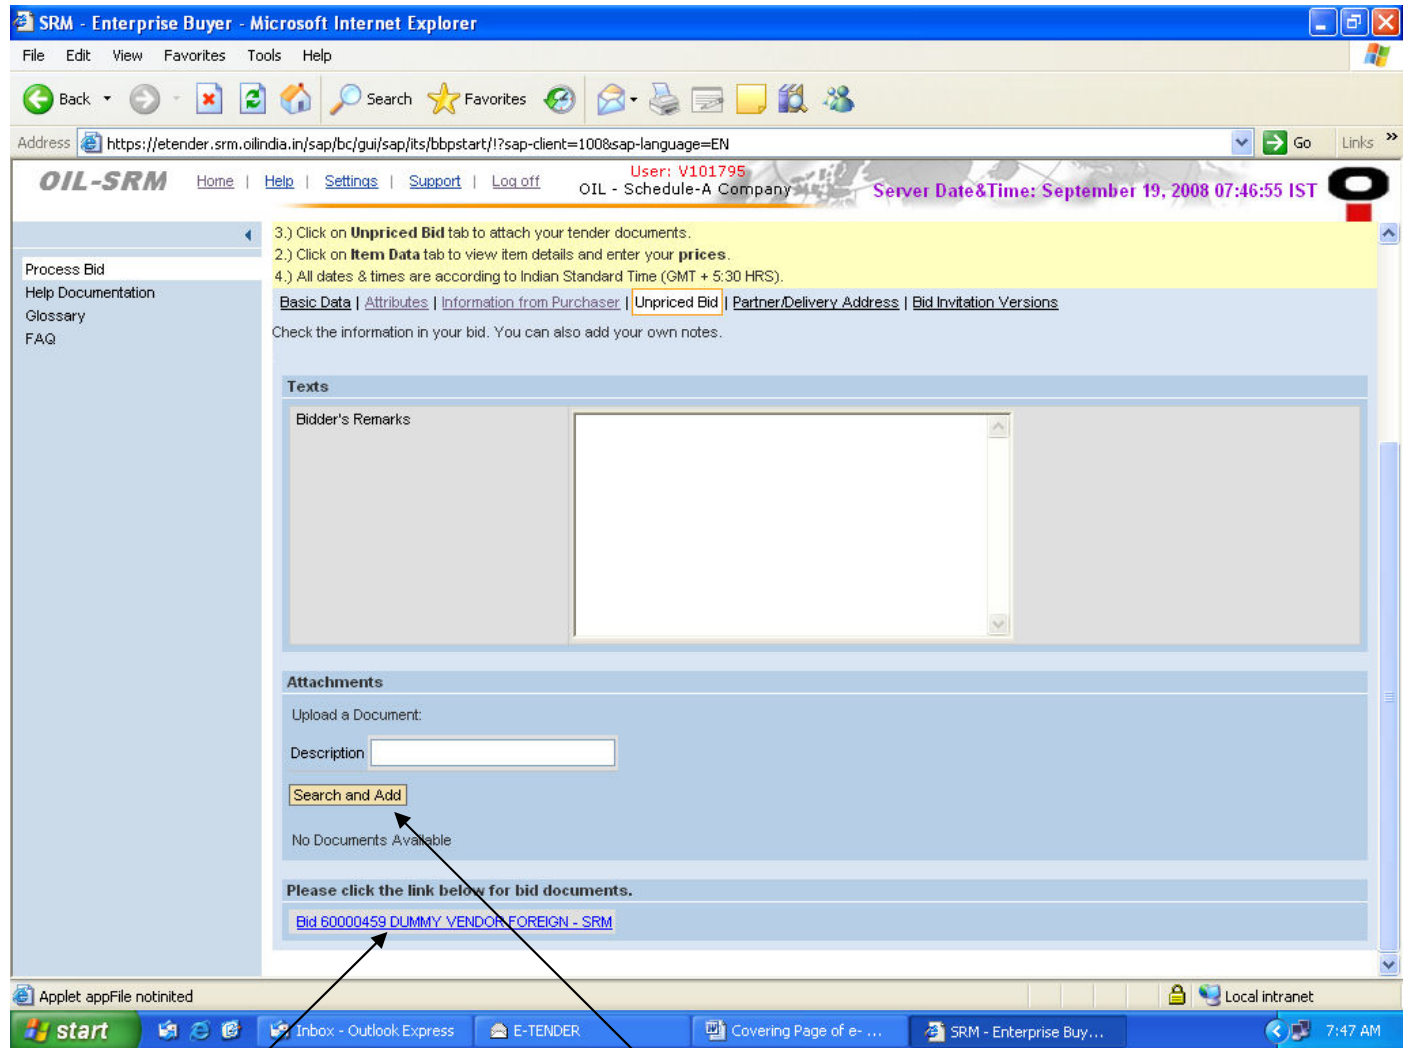 SRM - Enterprise Buyer - Microsoft Internet Explorer
File Edit View Favorites Tools Help
Back Search Favorites
Address https://etender.srm.oilindia.in/sap/bc/gui/sap/its/bbpstart/!?sap-client=100&sap-language=EN Go Links »
OIL-SRM Home | Help | Settings | Support | Log off User: V101795
OIL - Schedule-A Company Server Date&Time: September 19, 2008 07:46:55 IST
Process Bid
Help Documentation
Glossary
FAQ
3.) Click on Unpriced Bid tab to attach your tender documents.
2.) Click on Item Data tab to view item details and enter your prices.
4.) All dates & times are according to Indian Standard Time (GMT + 5:30 HRS).
Basic Data | Attributes | Information from Purchaser | Unpriced Bid | Partner/Delivery Address | Bid Invitation Versions
Check the information in your bid. You can also add your own notes.
Texts
Bidder's Remarks
Attachments
Upload a Document:
Description
Search and Add
No Documents Available
Please click the link below for bid documents.
Bid 60000459 DUMMY VENDOR FOREIGN - SRM
Applet appFile notinited Local intranet
start Inbox - Outlook Express E-TENDER Covering Page of e- ... SRM - Enterprise Buy... 7:47 AM